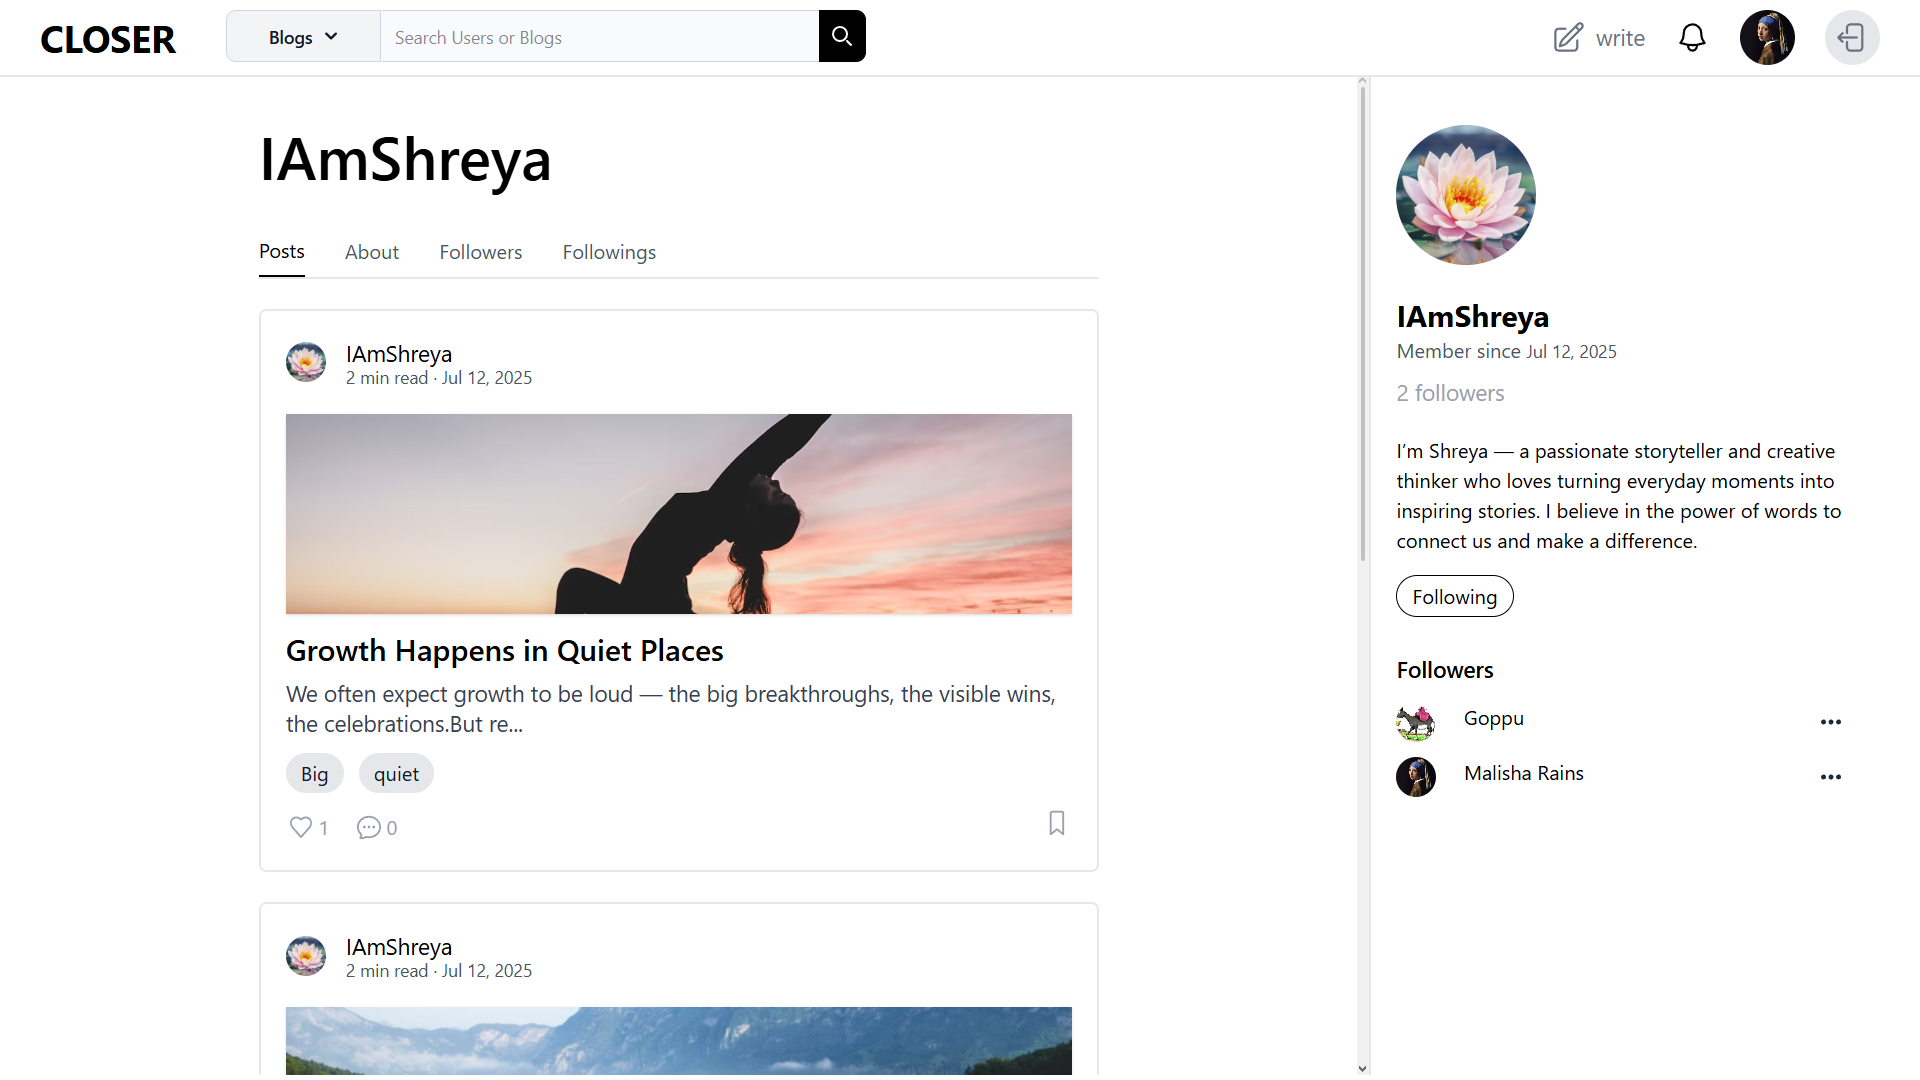 CLOSER
Blogs
Search Users or Blogs
write
IAmShreya
Posts
About
Followers
Followings
IAmShreya
2 min read · Jul 12, 2025
Growth Happens in Quiet Places
We often expect growth to be loud — the big breakthroughs, the visible wins,
the celebrations.But re...
Big
quiet
1
0
IAmShreya
2 min read · Jul 12, 2025
IAmShreya
Member since Jul 12, 2025
2 followers
I’m Shreya — a passionate storyteller and creative
thinker who loves turning everyday moments into
inspiring stories. I believe in the power of words to
connect us and make a difference.
Following
Followers
Goppu
Malisha Rains